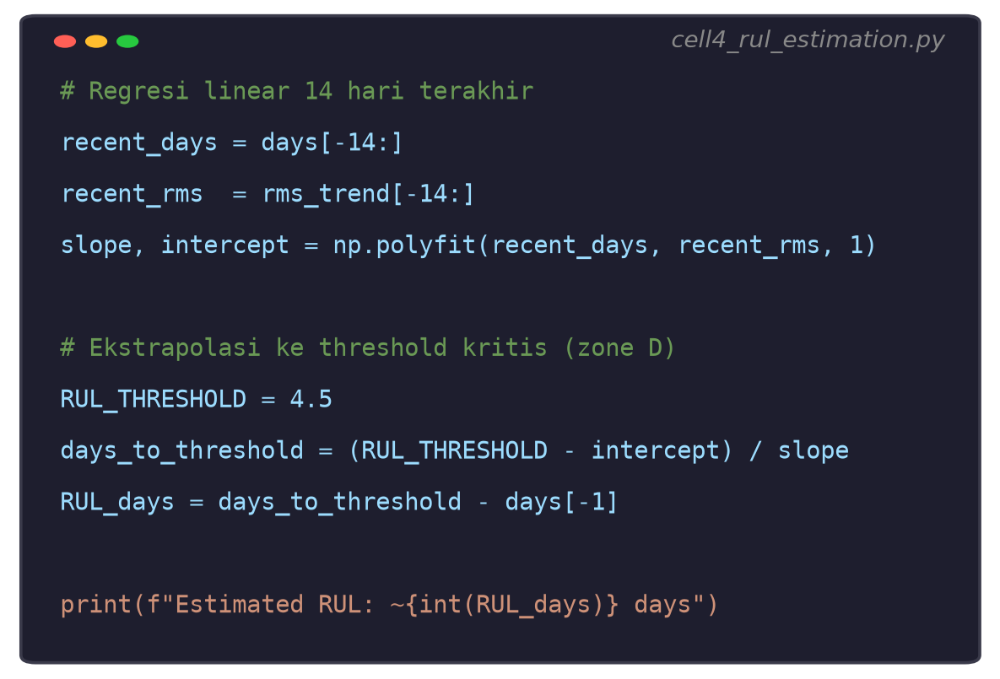 cell4_rul_estimation.py
# Regresi linear 14 hari terakhir
recent_days = days[-14:]
recent_rms  = rms_trend[-14:]
slope, intercept = np.polyfit(recent_days, recent_rms, 1)
# Ekstrapolasi ke threshold kritis (zone D)
RUL_THRESHOLD = 4.5
days_to_threshold = (RUL_THRESHOLD - intercept) / slope
RUL_days = days_to_threshold - days[-1]
print(f"Estimated RUL: ~{int(RUL_days)} days")